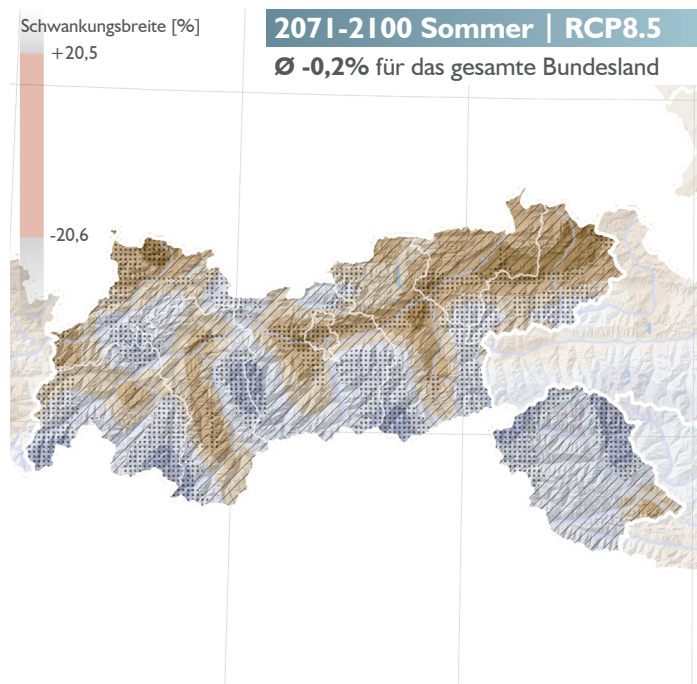 Schwankungsbreite [%]
+20,5
-20,6
2071-2100 Sommer | RCP8.5
Ø -0,2% für das gesamte Bundesland